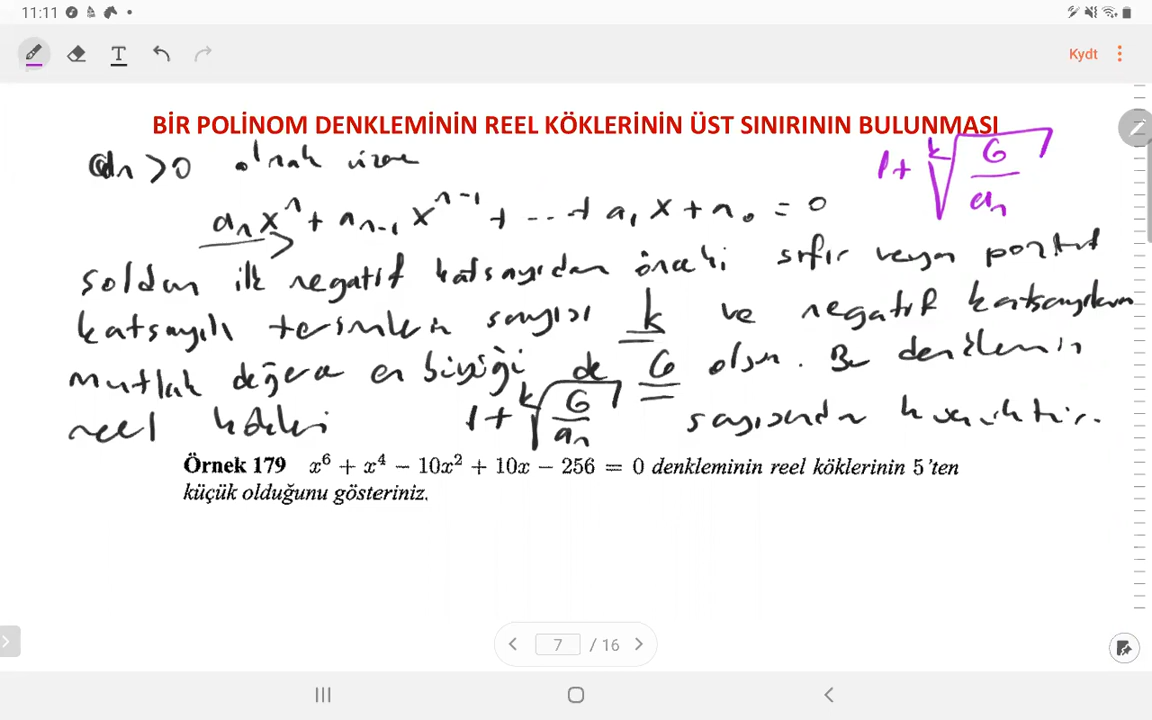 11:11
T
Kydt
BİR POLİNOM DENKLEMİNİN REEL KÖKLERİNİN ÜST SINIRININ BULUNMASI
an > 0 olmak üzere
1+ k√(G/an)
anxⁿ + an-1 xⁿ⁻¹ + ... + a₁x + a₀ = 0
soldan ilk negatif katsayıdan önceki sıfır veya pozitif
katsayılı terimlerin sayısı k ve negatif katsayıların
mutlak değerce en büyüğü de G olsun. Bu denklemin
reel kökleri 1+ k√(G/an) sayısından küçüktür.
Örnek 179 x⁶ + x⁴ − 10x² + 10x − 256 = 0 denkleminin reel köklerinin 5'ten
küçük olduğunu gösteriniz.
7 / 16